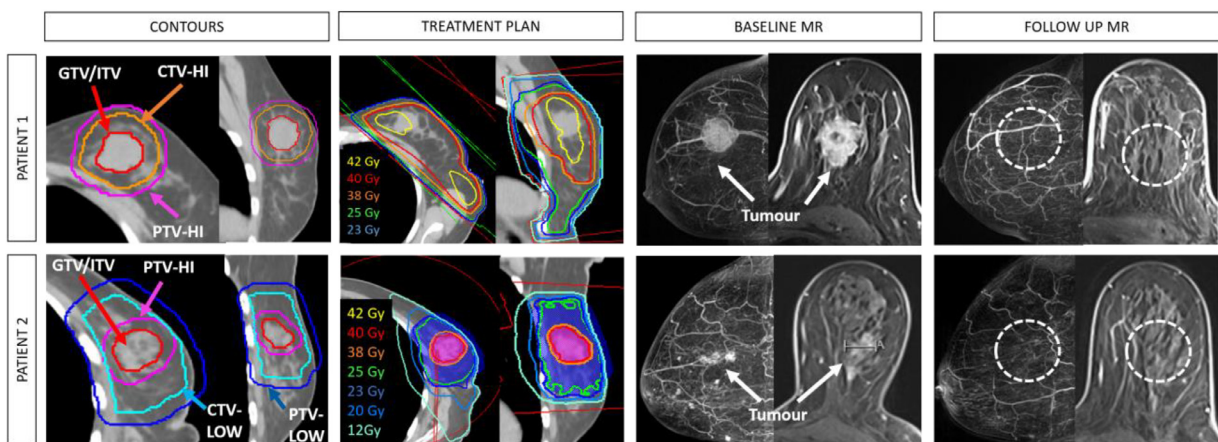 CONTOURS
TREATMENT PLAN
BASELINE MR
FOLLOW UP MR
PATIENT 1
GTV/ITV
CTV-HI
PTV-HI
42 Gy
40 Gy
38 Gy
25 Gy
23 Gy
Tumour
PATIENT 2
GTV/ITV
PTV-HI
CTV-
LOW
PTV-
LOW
42 Gy
40 Gy
38 Gy
25 Gy
23 Gy
20 Gy
12Gy
A
Tumour